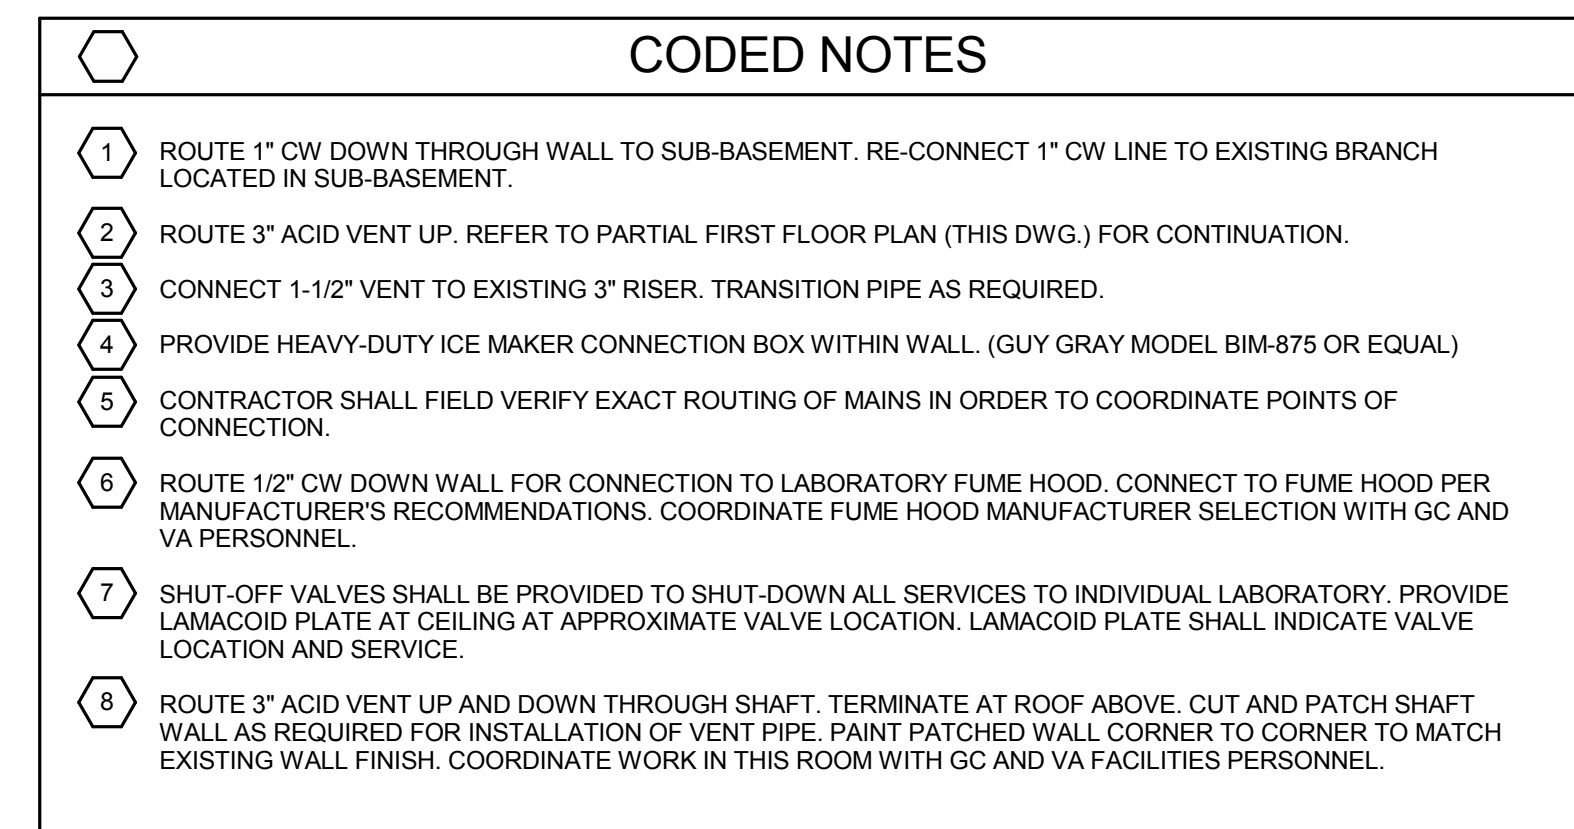 CODED NOTES
1 ROUTE 1" CW DOWN THROUGH WALL TO SUB-BASEMENT. RE-CONNECT 1" CW LINE TO EXISTING BRANCH
LOCATED IN SUB-BASEMENT.
2 ROUTE 3" ACID VENT UP. REFER TO PARTIAL FIRST FLOOR PLAN (THIS DWG.) FOR CONTINUATION.
3 CONNECT 1-1/2" VENT TO EXISTING 3" RISER. TRANSITION PIPE AS REQUIRED.
4 PROVIDE HEAVY-DUTY ICE MAKER CONNECTION BOX WITHIN WALL. (GUY GRAY MODEL BIM-875 OR EQUAL)
5 CONTRACTOR SHALL FIELD VERIFY EXACT ROUTING OF MAINS IN ORDER TO COORDINATE POINTS OF
CONNECTION.
6 ROUTE 1/2" CW DOWN WALL FOR CONNECTION TO LABORATORY FUME HOOD. CONNECT TO FUME HOOD PER
MANUFACTURER'S RECOMMENDATIONS. COORDINATE FUME HOOD MANUFACTURER SELECTION WITH GC AND
VA PERSONNEL.
7 SHUT-OFF VALVES SHALL BE PROVIDED TO SHUT-DOWN ALL SERVICES TO INDIVIDUAL LABORATORY. PROVIDE
LAMACOID PLATE AT CEILING AT APPROXIMATE VALVE LOCATION. LAMACOID PLATE SHALL INDICATE VALVE
LOCATION AND SERVICE.
8 ROUTE 3" ACID VENT UP AND DOWN THROUGH SHAFT. TERMINATE AT ROOF ABOVE. CUT AND PATCH SHAFT
WALL AS REQUIRED FOR INSTALLATION OF VENT PIPE. PAINT PATCHED WALL CORNER TO CORNER TO MATCH
EXISTING WALL FINISH. COORDINATE WORK IN THIS ROOM WITH GC AND VA FACILITIES PERSONNEL.